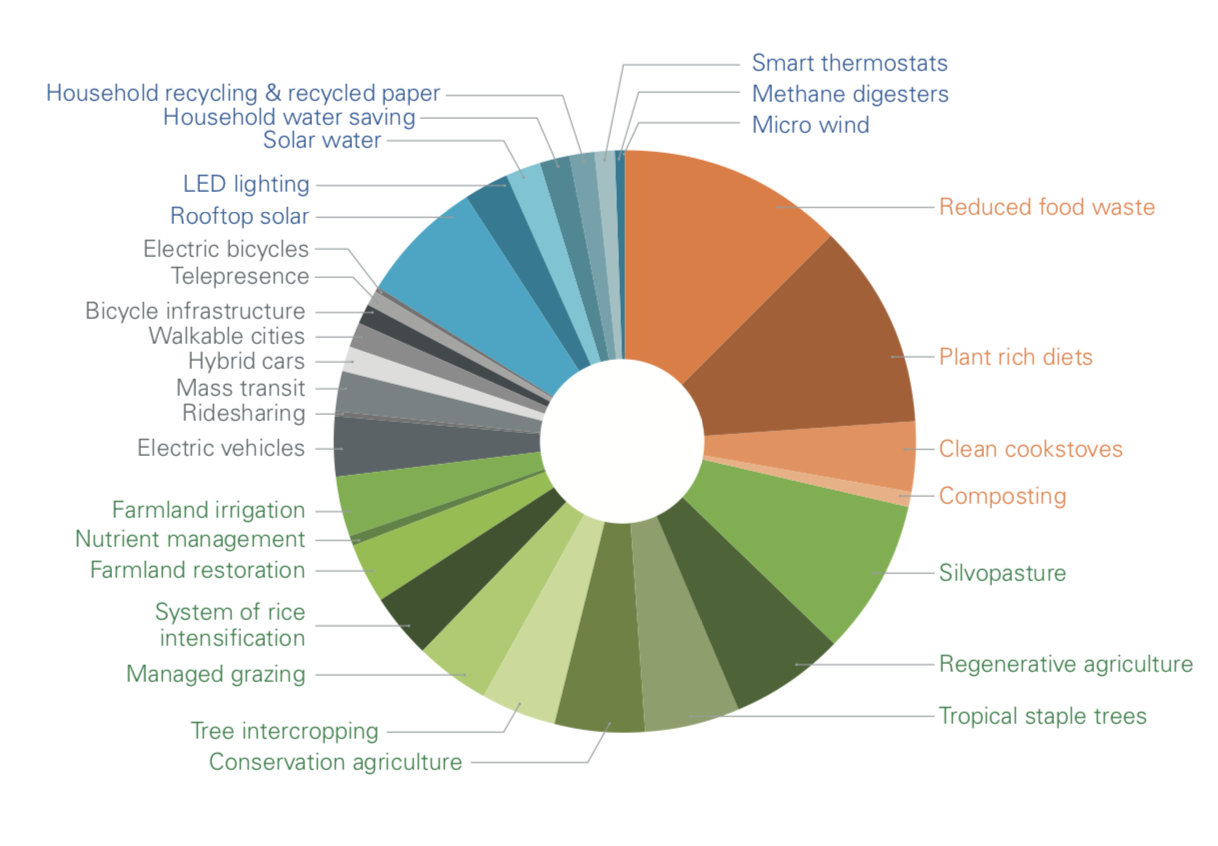 Smart thermostats
Methane digesters
Micro wind
Household recycling & recycled paper
Household water saving
Solar water
LED lighting
Rooftop solar
Electric bicycles
Telepresence
Bicycle infrastructure
Walkable cities
Hybrid cars
Mass transit
Ridesharing
Electric vehicles
Farmland irrigation
Nutrient management
Farmland restoration
System of rice
intensification
Managed grazing
Tree intercropping
Conservation agriculture
Reduced food waste
Plant rich diets
Clean cookstoves
Composting
Silvopasture
Regenerative agriculture
Tropical staple trees